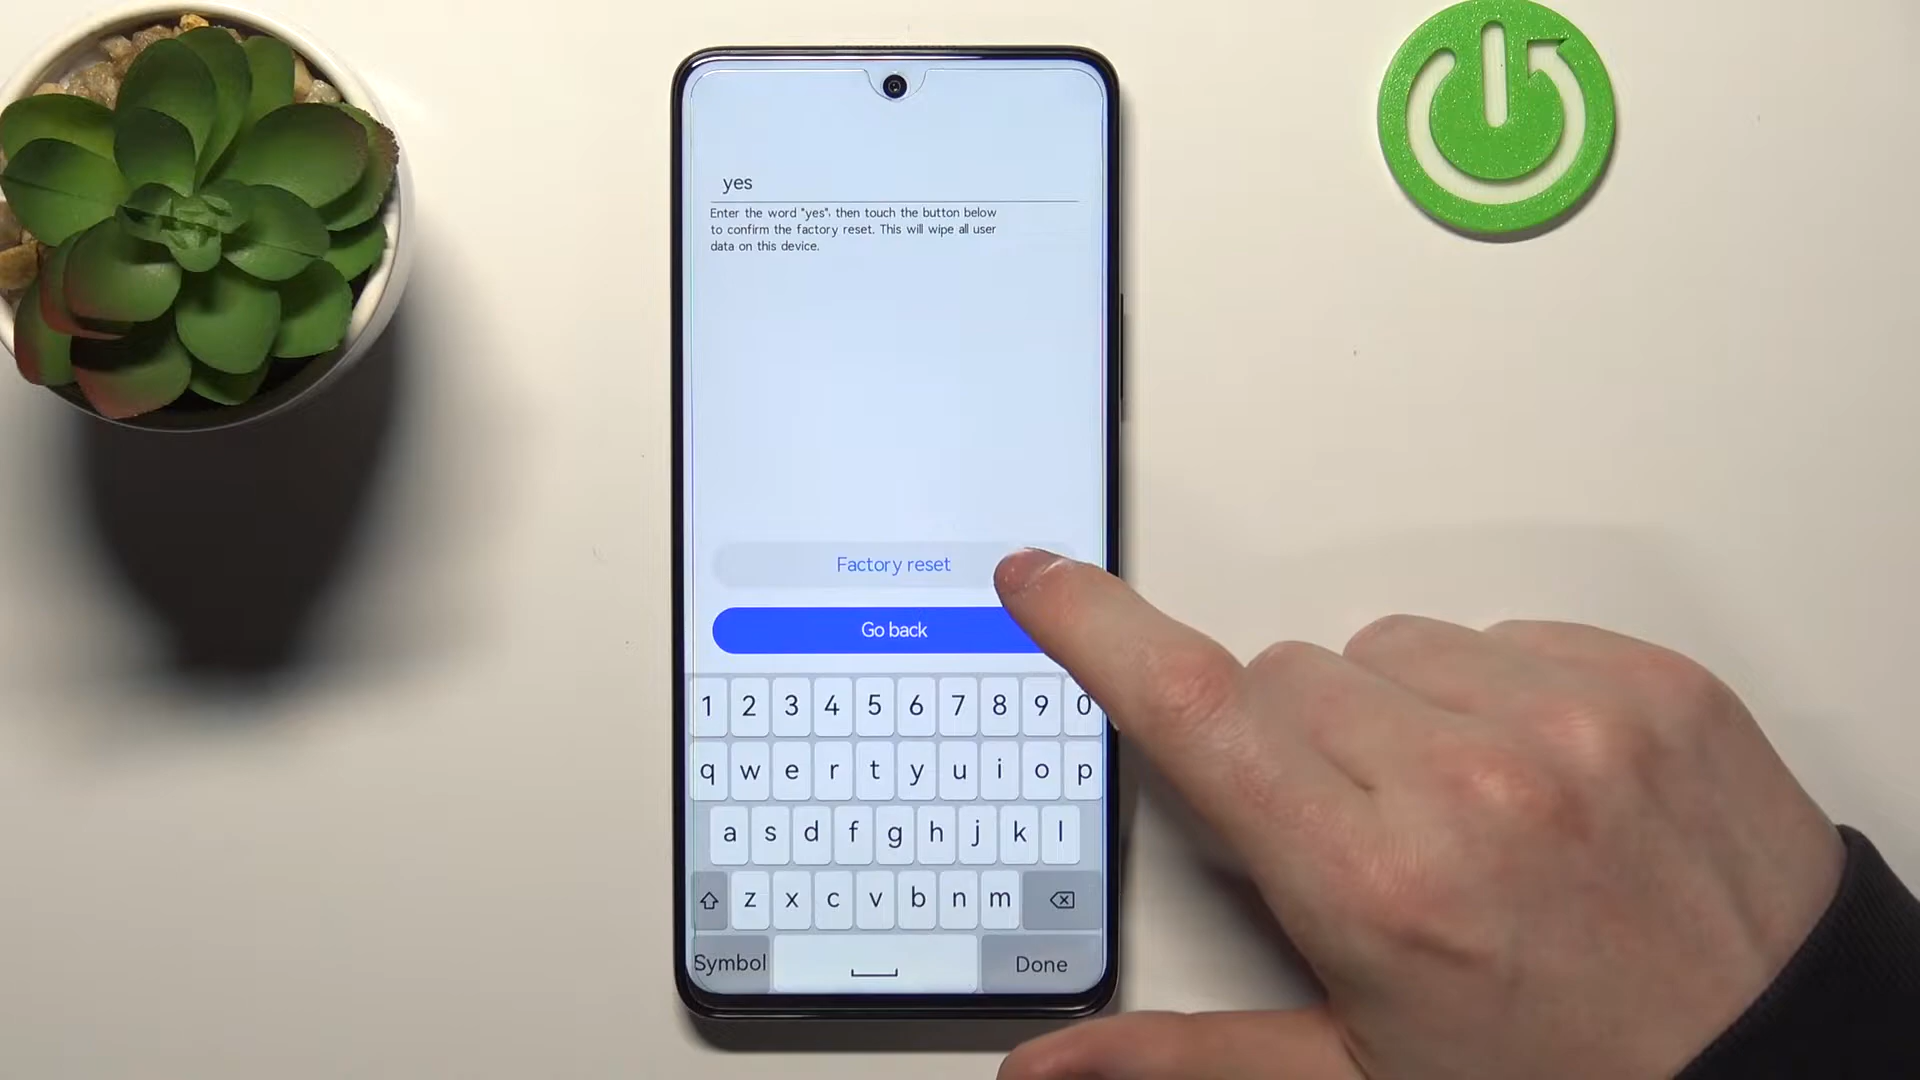 yes
Enter the word "yes", then touch the button below
to confirm the factory reset. This will wipe all user
data on this device.
Factory reset
Go back
1 2 3 4 5 6 7 8 9 0
q w e r t y u i o p
a s d f g h j k l
z x c v b n m
Symbol Done